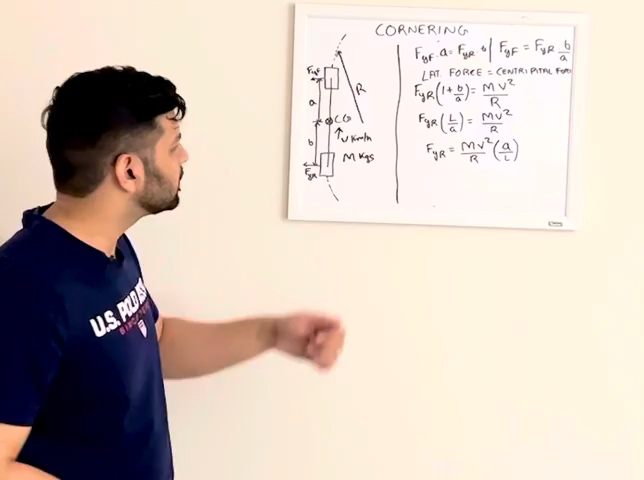 CORNERING
FyF
a
R
CG
b
V Km/h
M Kgs
FyR
FyF.a = FyR.b | FyF = FyR b/a
LAT. FORCE = CENTRIPITAL FORCE
FyR(1+b/a) = MV²/R
FyR(L/a) = MV²/R
FyR = MV²/R (a/L)
U.S. POLO